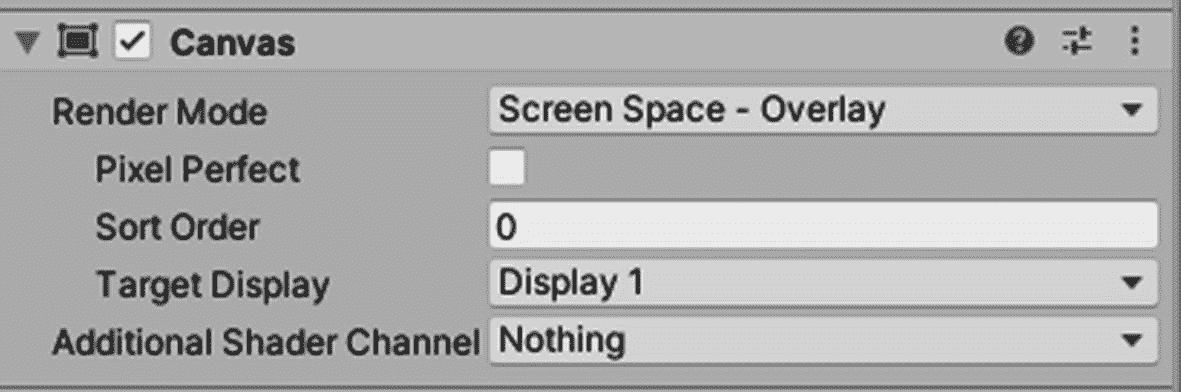 Canvas
Render Mode Screen Space - Overlay
Pixel Perfect
Sort Order 0
Target Display Display 1
Additional Shader Channel Nothing